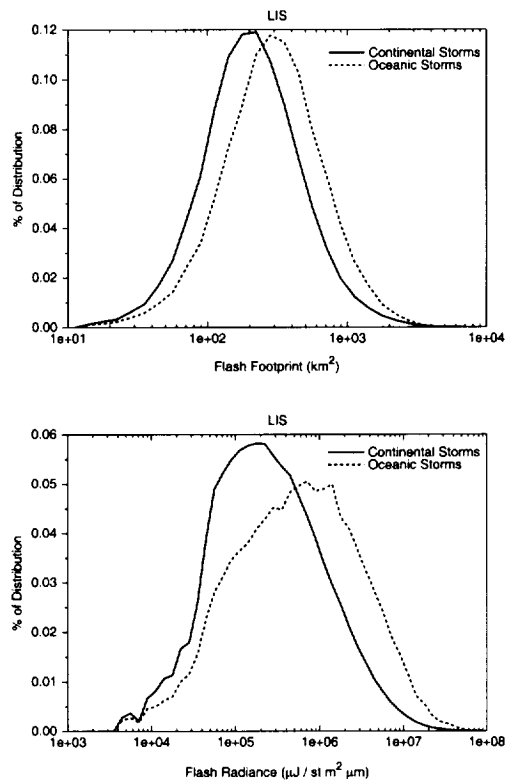 LIS
0.12
0.10
0.08
0.06
0.04
0.02
0.00
% of Distribution
Continental Storms
Oceanic Storms
1e+01
1e+02
1e+03
1e+04
Flash Footprint (km²)
LIS
0.06
0.05
0.04
0.03
0.02
0.01
0.00
% of Distribution
Continental Storms
Oceanic Storms
1e+03
1e+04
1e+05
1e+06
1e+07
1e+08
Flash Radiance (µJ / st m² µm)